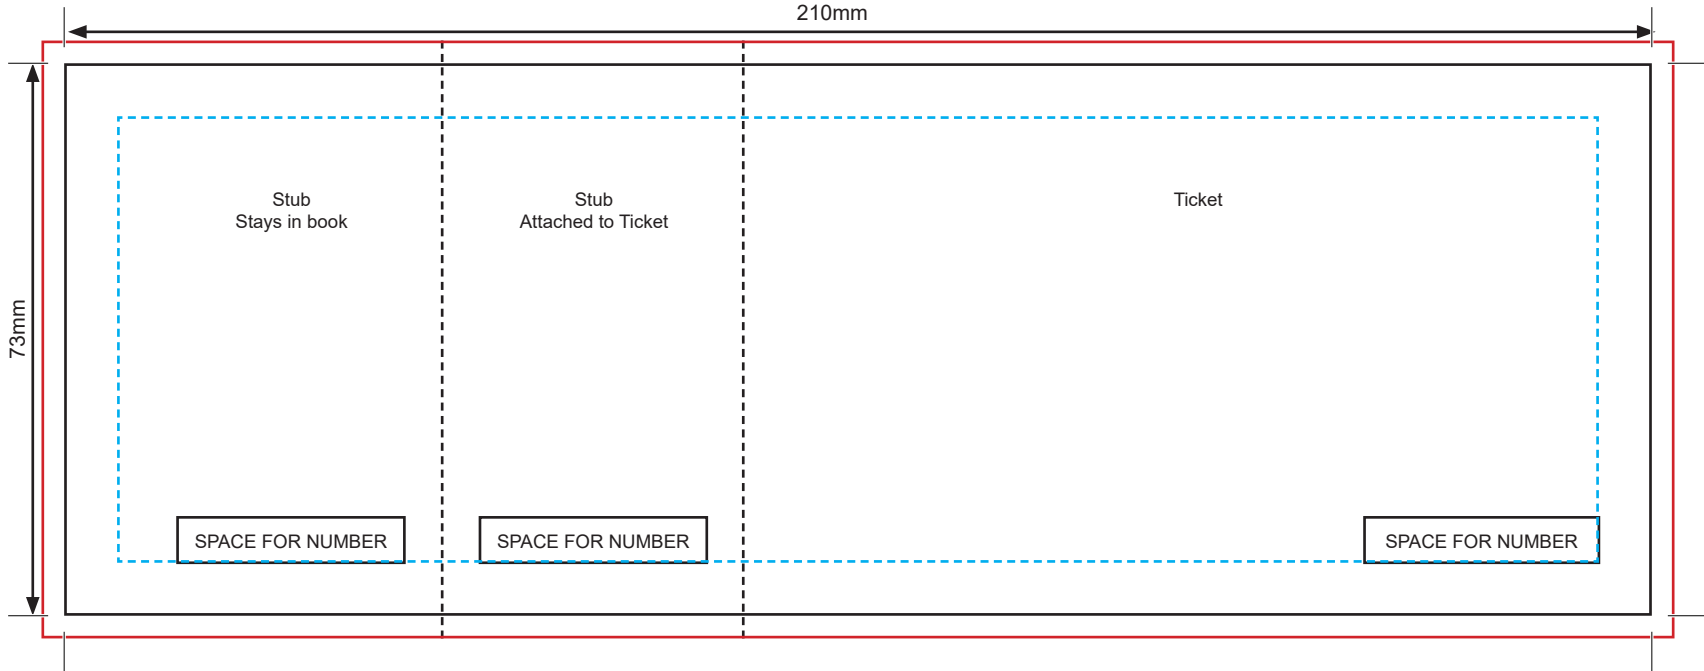 210mm
73mm
Stub
Stays in book
Stub
Attached to Ticket
Ticket
SPACE FOR NUMBER
SPACE FOR NUMBER
SPACE FOR NUMBER